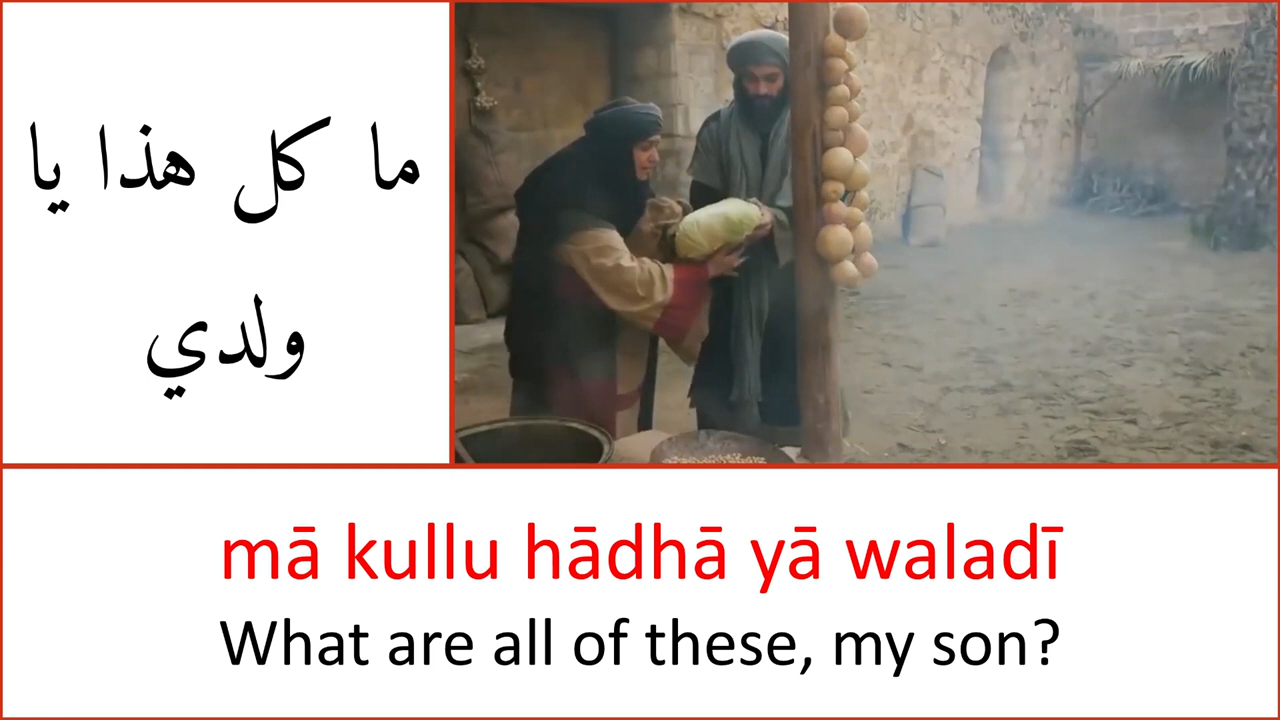 ما كل هذا يا
ولدي
mā kullu hādhā yā waladī
What are all of these, my son?